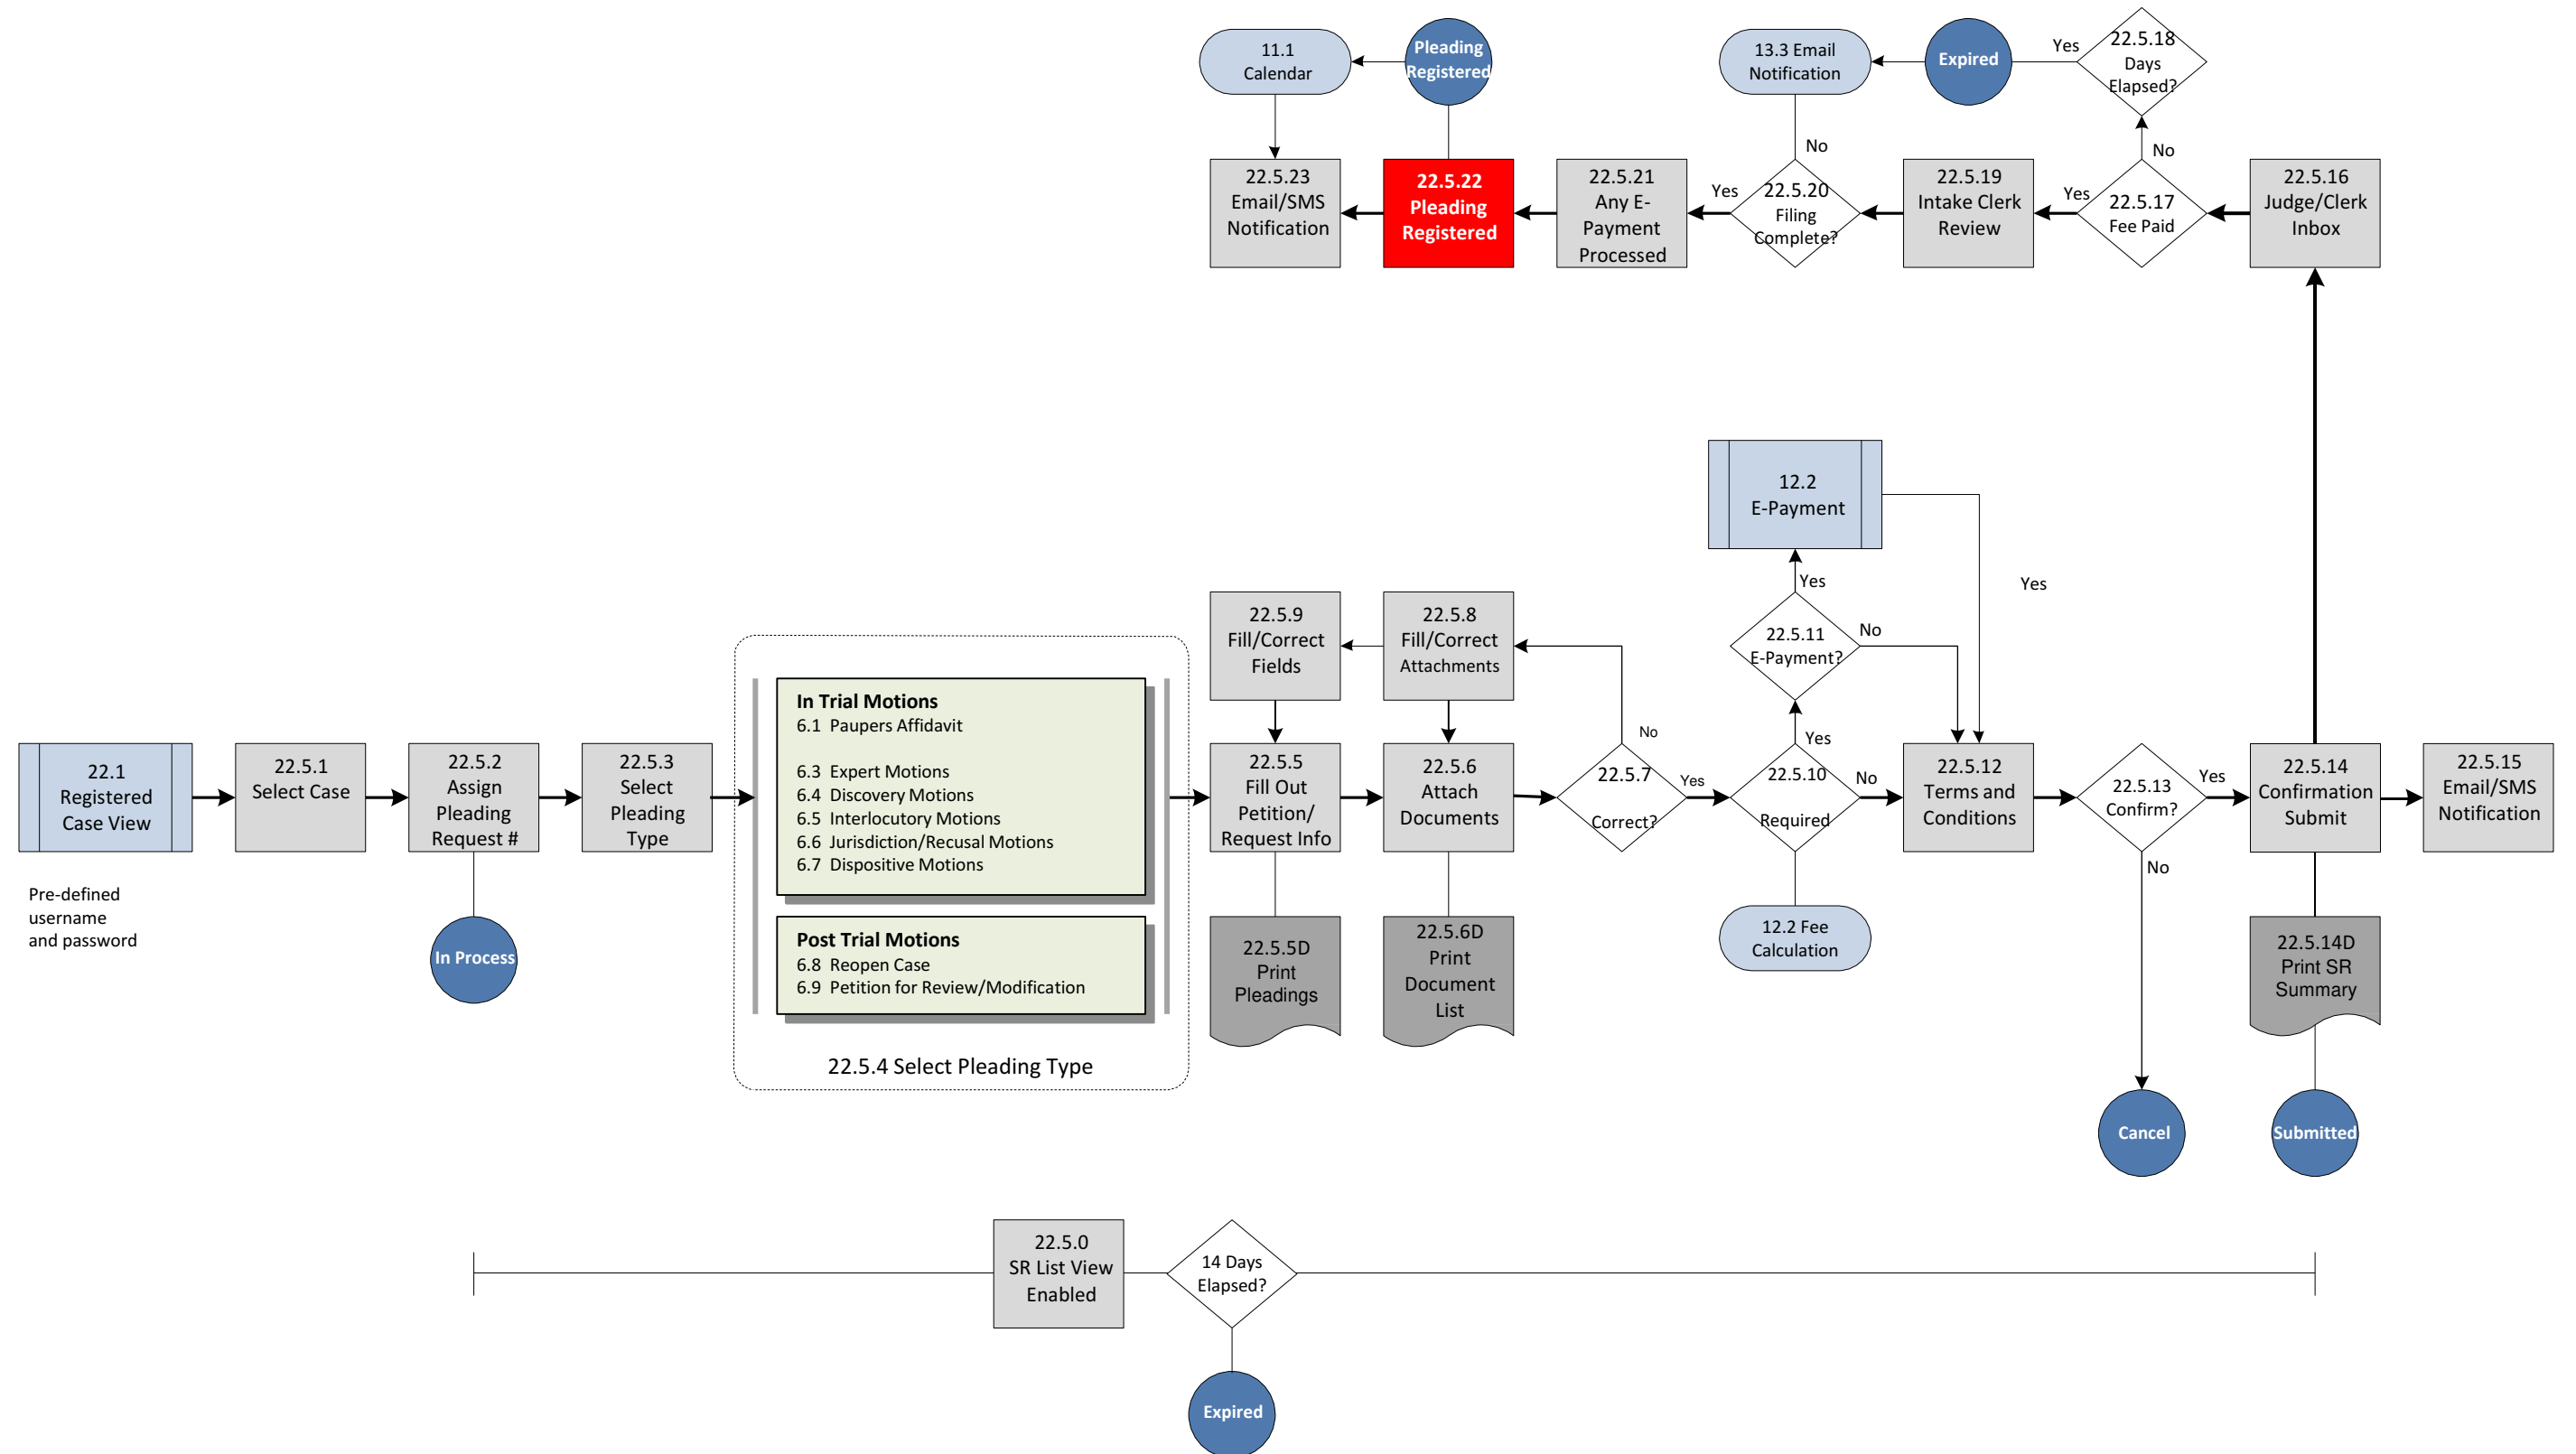 11.1
Calendar
Pleading
Registered
13.3 Email
Notification
Expired
Yes
22.5.18
Days
Elapsed?
No
No
22.5.23
Email/SMS
Notification
22.5.22
Pleading
Registered
22.5.21
Any E-
Payment
Processed
Yes
22.5.20
Filing
Complete?
22.5.19
Intake Clerk
Review
Yes
22.5.17
Fee Paid
22.5.16
Judge/Clerk
Inbox
12.2
E-Payment
Yes
Yes
22.5.9
Fill/Correct
Fields
22.5.8
Fill/Correct
Attachments
22.5.11
E-Payment?
No
In Trial Motions
6.1 Paupers Affidavit
6.3 Expert Motions
6.4 Discovery Motions
6.5 Interlocutory Motions
6.6 Jurisdiction/Recusal Motions
6.7 Dispositive Motions
Post Trial Motions
6.8 Reopen Case
6.9 Petition for Review/Modification
22.5.4 Select Pleading Type
22.1
Registered
Case View
22.5.1
Select Case
22.5.2
Assign
Pleading
Request #
22.5.3
Select
Pleading
Type
22.5.5
Fill Out
Petition/
Request Info
22.5.6
Attach
Documents
No
22.5.7
Correct?
Yes
Yes
22.5.10
Required
No
22.5.12
Terms and
Conditions
22.5.13
Confirm?
Yes
No
22.5.14
Confirmation
Submit
22.5.15
Email/SMS
Notification
Pre-defined
username
and password
In Process
22.5.5D
Print
Pleadings
22.5.6D
Print
Document
List
12.2 Fee
Calculation
22.5.14D
Print SR
Summary
Cancel
Submitted
22.5.0
SR List View
Enabled
14 Days
Elapsed?
Expired